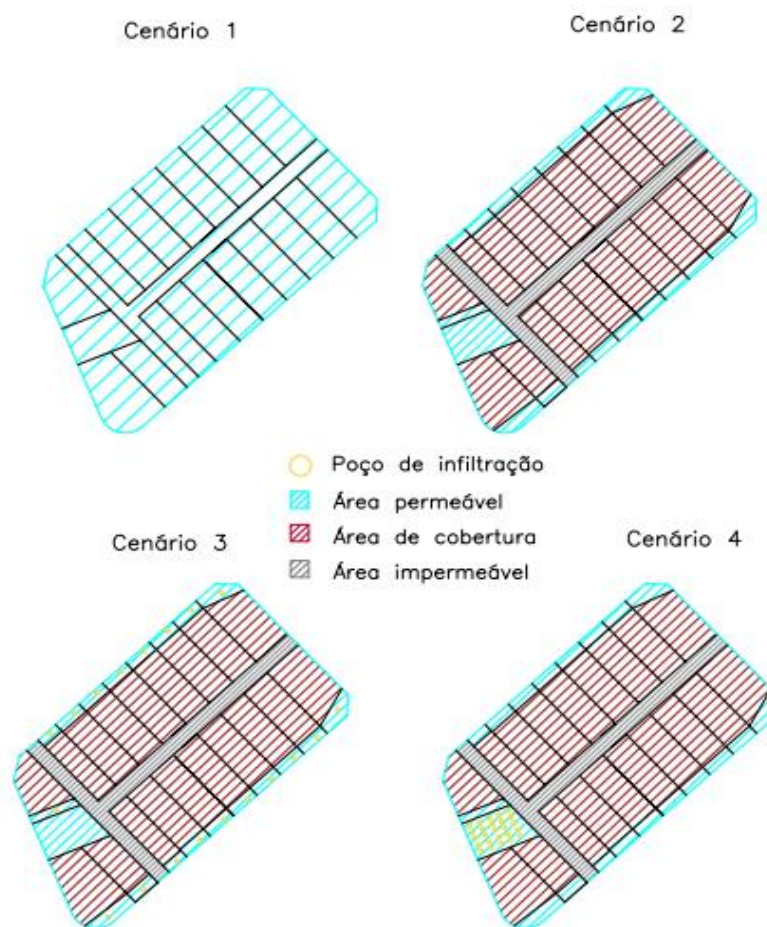 Cenário 1
Cenário 2
Poço de infiltração
Área permeável
Área de cobertura
Área impermeável
Cenário 3
Cenário 4